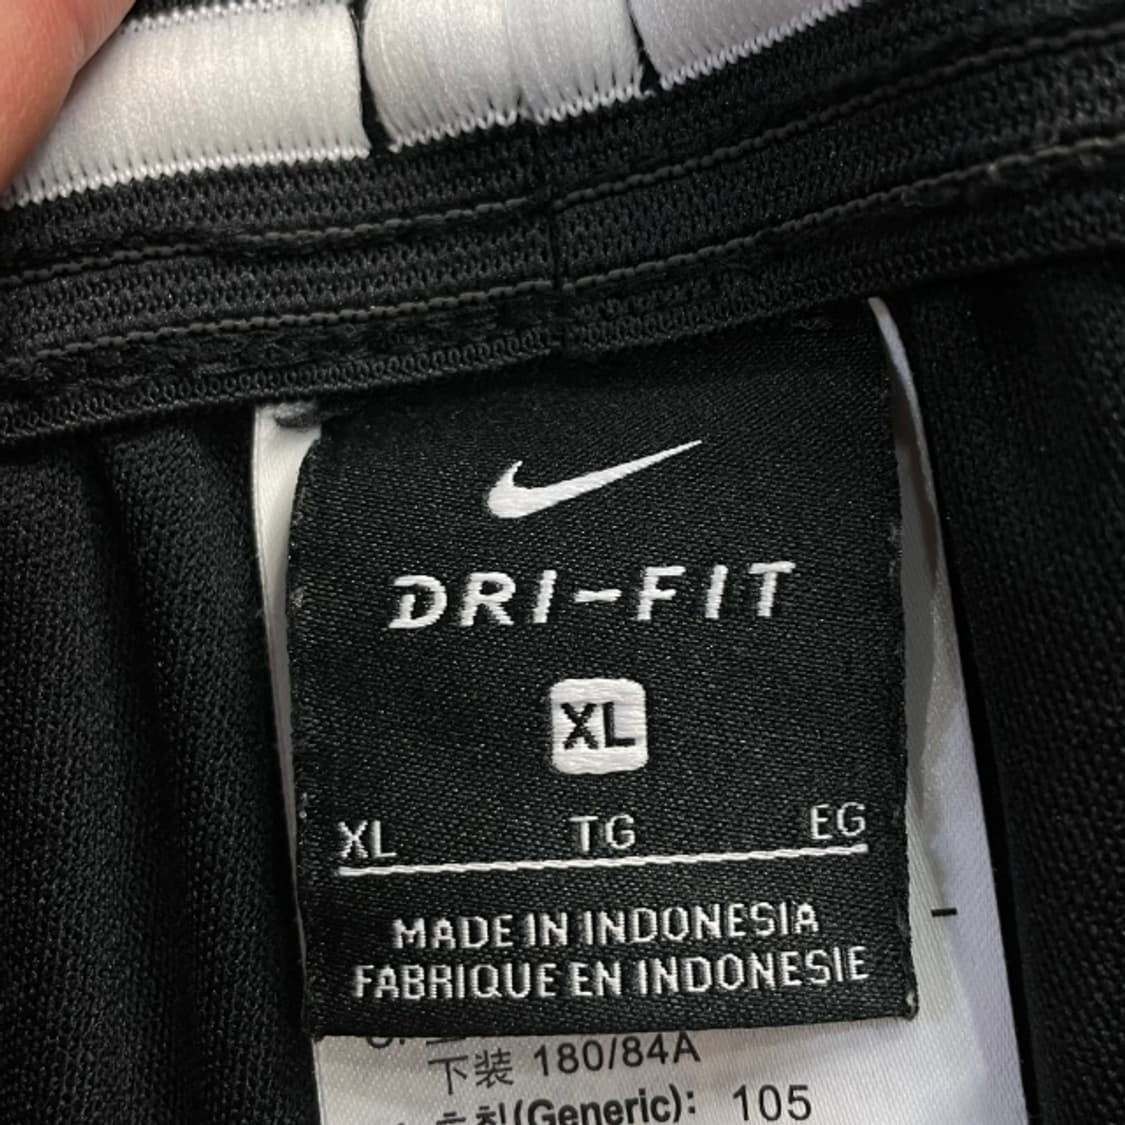 DRI-FIT
XL
XL TG EG
MADE IN INDONESIA
FABRIQUE EN INDONESIE
下装 180/84A
(Generic): 105